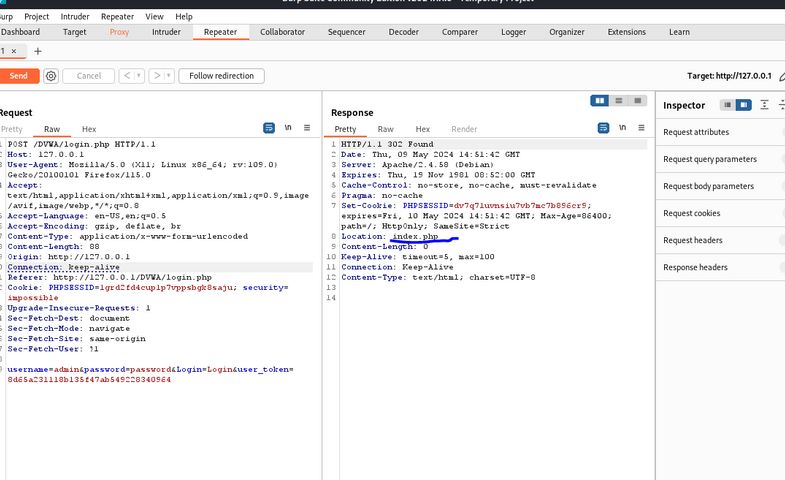 Burp Project Intruder Repeater View Help
Dashboard Target Proxy Intruder Repeater Collaborator Sequencer Decoder Comparer Logger Organizer Extensions Learn
1 × +
Send Cancel < > Follow redirection Target: http://127.0.0.1
Request
Pretty Raw Hex \n
POST /DVWA/login.php HTTP/1.1
Host: 127.0.0.1
User-Agent: Mozilla/5.0 (X11; Linux x86_64; rv:109.0)
Gecko/20100101 Firefox/115.0
Accept:
text/html,application/xhtml+xml,application/xml;q=0.9,image
/avif,image/webp,*/*;q=0.8
Accept-Language: en-US,en;q=0.5
Accept-Encoding: gzip, deflate, br
Content-Type: application/x-www-form-urlencoded
Content-Length: 88
Origin: http://127.0.0.1
Connection: keep-alive
Referer: http://127.0.0.1/DVWA/login.php
Cookie: PHPSESSID=lgrd2fd4cuplp7vppsbgk8saju; security=
impossible
Upgrade-Insecure-Requests: 1
Sec-Fetch-Dest: document
Sec-Fetch-Mode: navigate
Sec-Fetch-Site: same-origin
Sec-Fetch-User: ?1
username=admin&password=password&Login=Login&user_token=
8d65a231118b135f47ab549228340964
Response
Pretty Raw Hex Render \n
1 HTTP/1.1 302 Found
2 Date: Thu, 09 May 2024 14:51:42 GMT
3 Server: Apache/2.4.58 (Debian)
4 Expires: Thu, 19 Nov 1981 08:52:00 GMT
5 Cache-Control: no-store, no-cache, must-revalidate
6 Pragma: no-cache
7 Set-Cookie: PHPSESSID=dv7q7luvnsiu7vb7mc7b896cr9;
expires=Fri, 10 May 2024 14:51:42 GMT; Max-Age=86400;
path=/; HttpOnly; SameSite=Strict
8 Location: index.php
9 Content-Length: 0
10 Keep-Alive: timeout=5, max=100
11 Connection: Keep-Alive
12 Content-Type: text/html; charset=UTF-8
13
14
Inspector
Request attributes
Request query parameters
Request body parameters
Request cookies
Request headers
Response headers